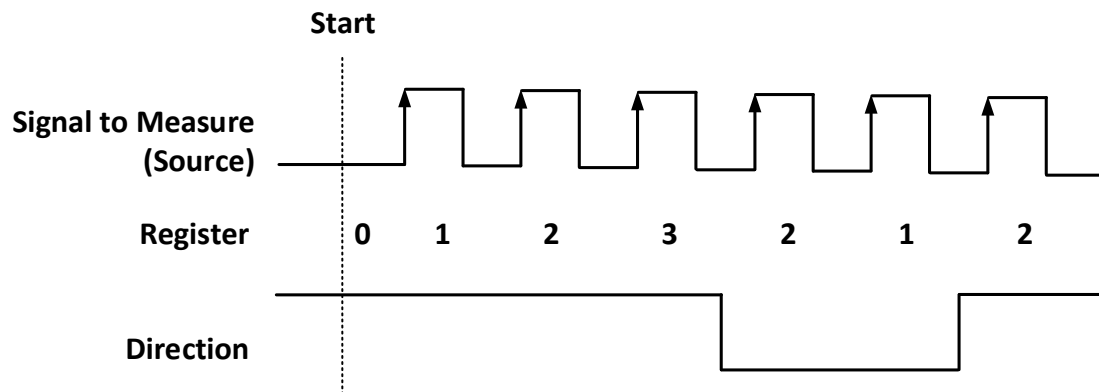 Start
Signal to Measure
(Source)
Register 0 1 2 3 2 1 2
Direction